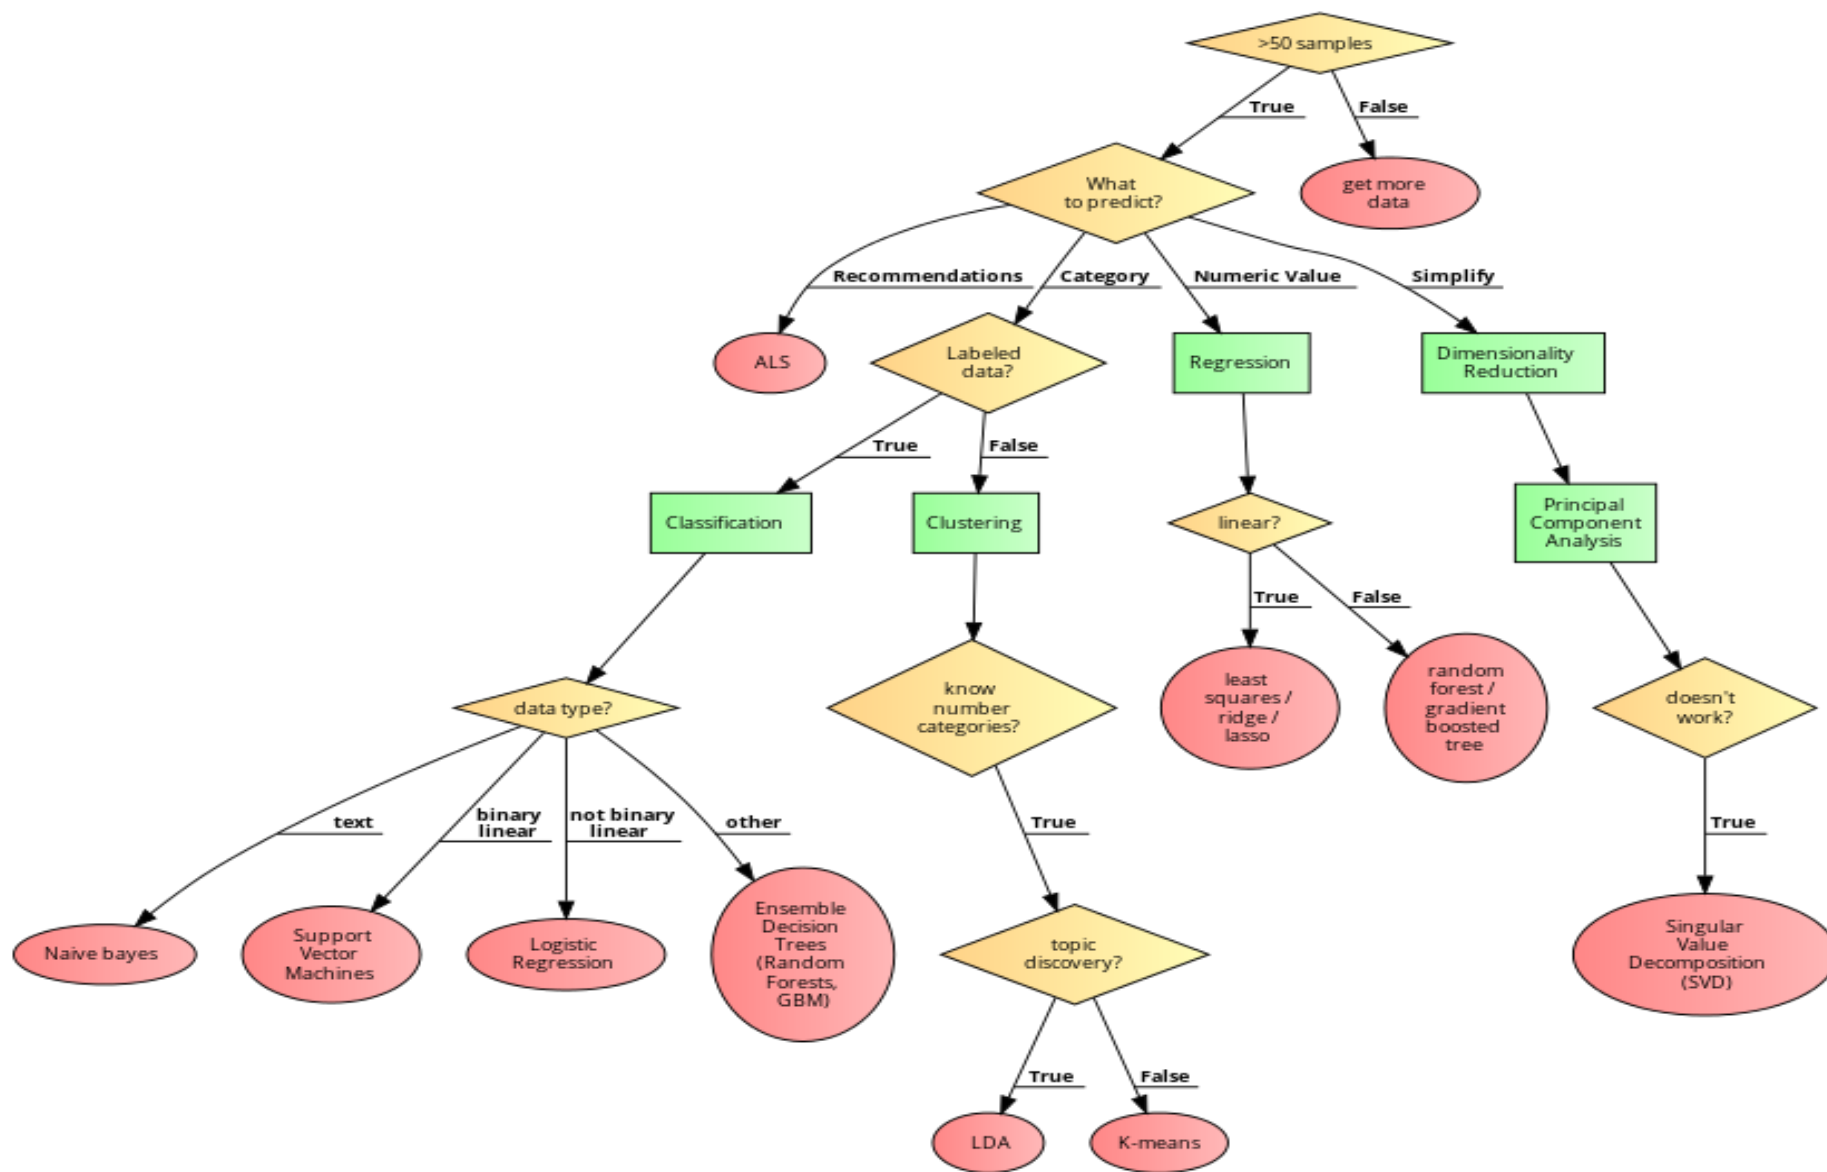 >50 samples
True
False
What
to predict?
get more
data
Recommendations
Category
Numeric Value
Simplify
ALS
Labeled
data?
Regression
Dimensionality
Reduction
True
False
Classification
Clustering
linear?
Principal
Component
Analysis
True
False
data type?
know
number
categories?
least
squares /
ridge /
lasso
random
forest /
gradient
boosted
tree
doesn't
work?
text
binary
linear
not binary
linear
other
True
True
Naive bayes
Support
Vector
Machines
Logistic
Regression
Ensemble
Decision
Trees
(Random
Forests,
GBM)
topic
discovery?
Singular
Value
Decomposition
(SVD)
True
False
LDA
K-means